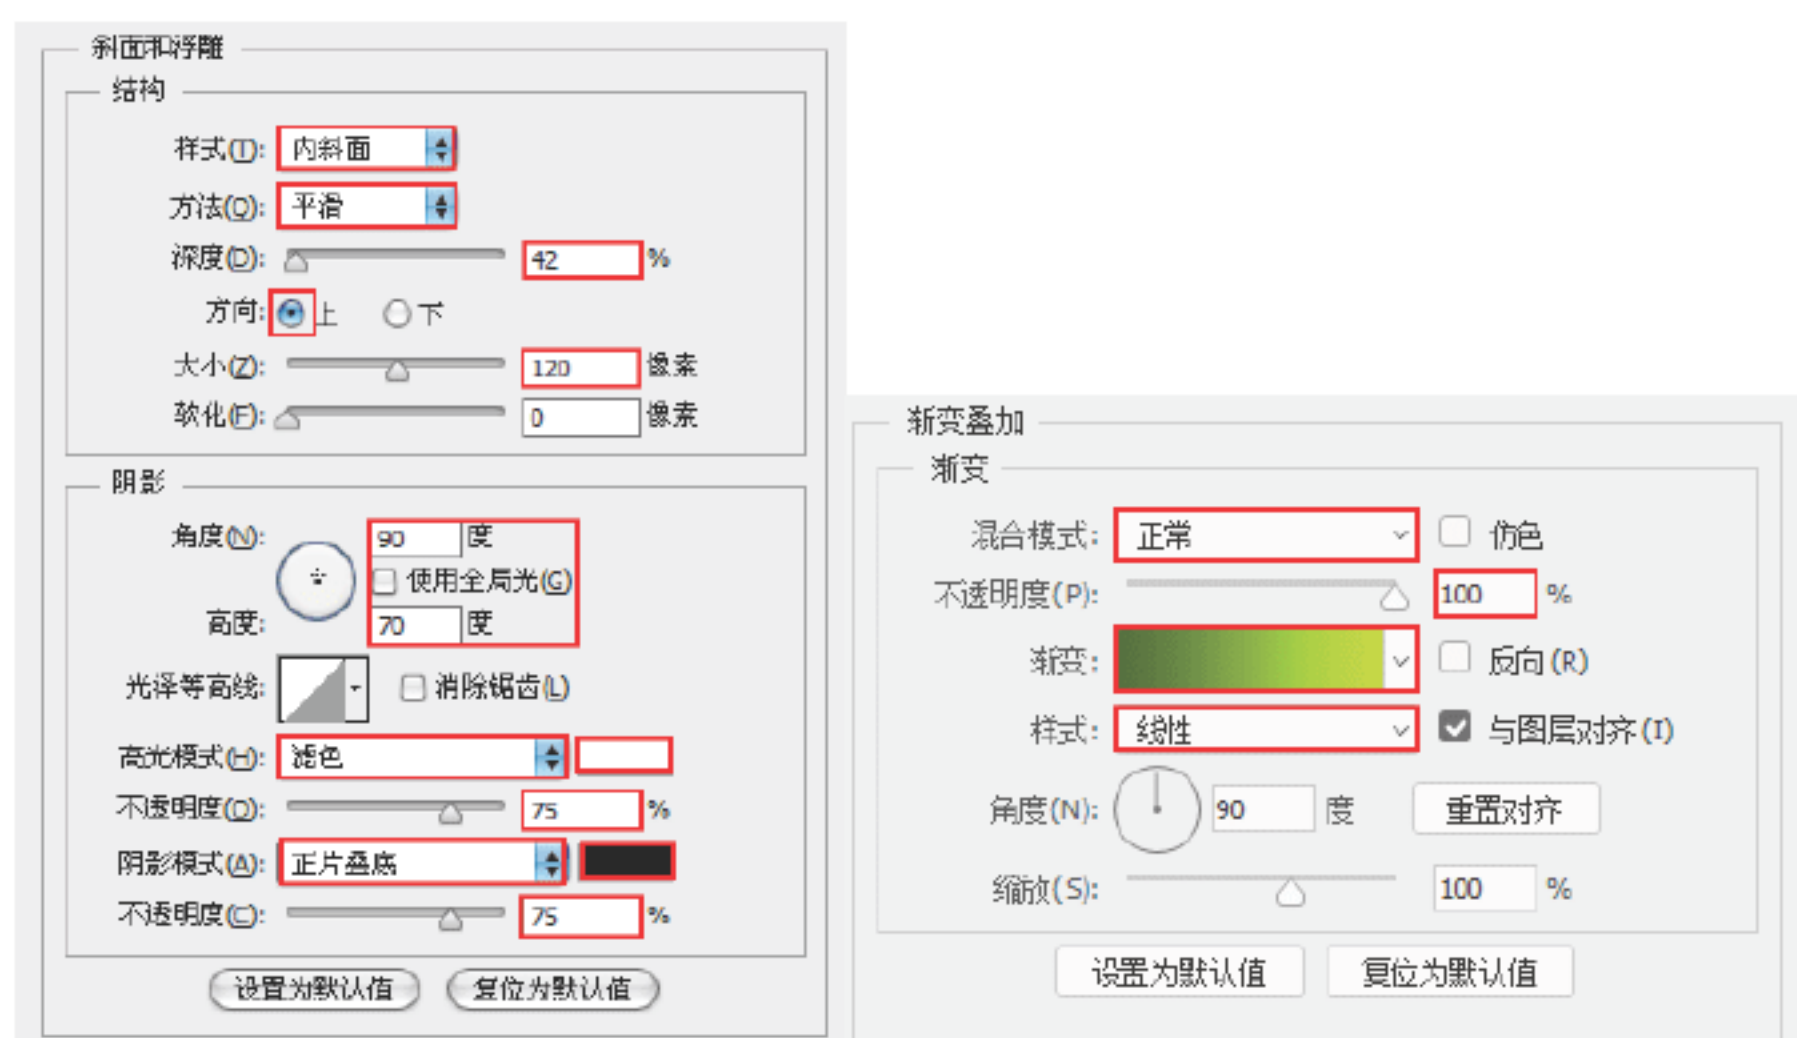 斜面和浮雕
结构
样式(T): 内斜面
方法(Q): 平滑
深度(D): 42 %
方向: 上 下
大小(Z): 120 像素
软化(F): 0 像素
阴影
角度(N): 90 度
使用全局光(G)
高度: 70 度
光泽等高线: 消除锯齿(L)
高光模式(H): 滤色
不透明度(O): 75 %
阴影模式(A): 正片叠底
不透明度(C): 75 %
设置为默认值 复位为默认值
渐变叠加
渐变
混合模式: 正常 仿色
不透明度(P): 100 %
渐变: 反向(R)
样式: 线性 与图层对齐(I)
角度(N): 90 度 重置对齐
缩放(S): 100 %
设置为默认值 复位为默认值